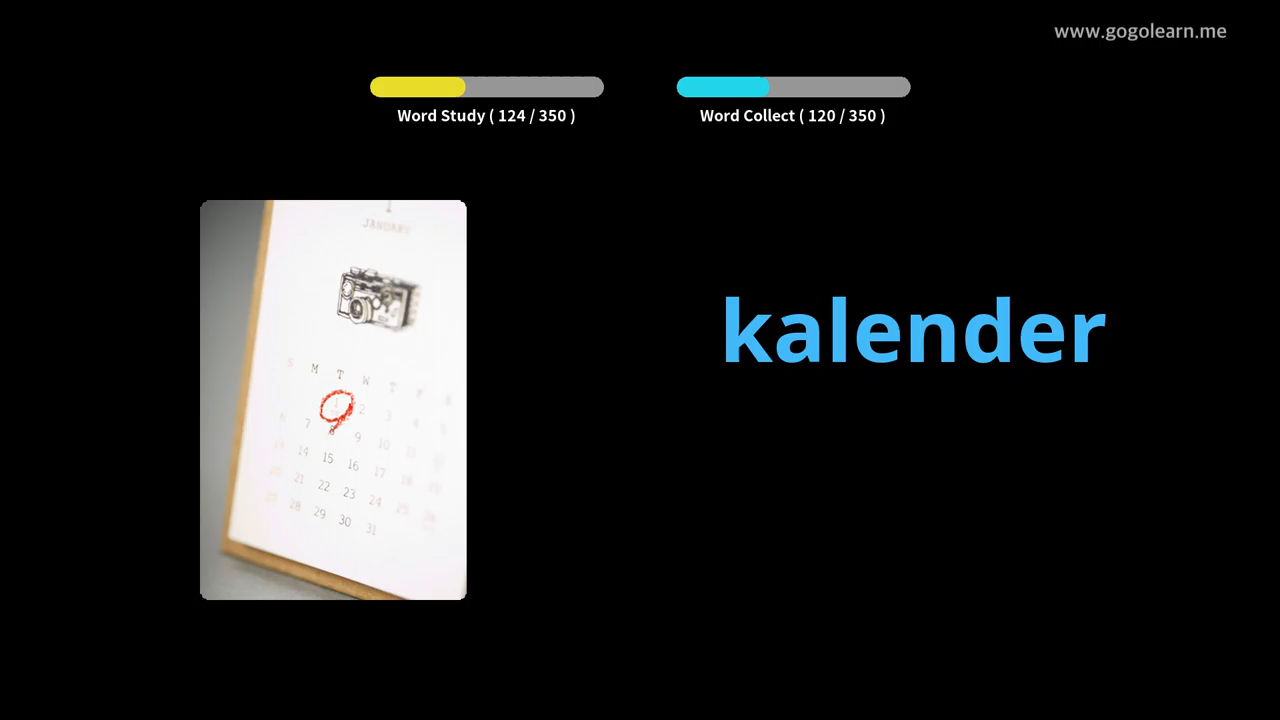 www.gogolearn.me
Word Study ( 124 / 350 )
Word Collect ( 120 / 350 )
kalender
JANUARY
S M T W T F S
1 2 3 4 5
6 7 8 9 10 11
14 15 16 17 18
21 22 23 24 25
28 29 30 31